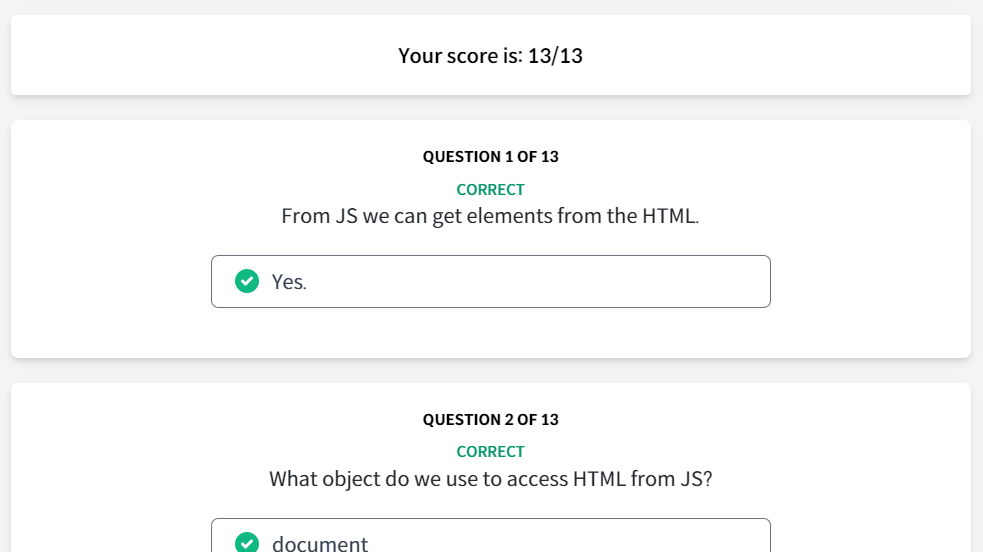 Your score is: 13/13
QUESTION 1 OF 13
CORRECT
From JS we can get elements from the HTML.
Yes.
QUESTION 2 OF 13
CORRECT
What object do we use to access HTML from JS?
document